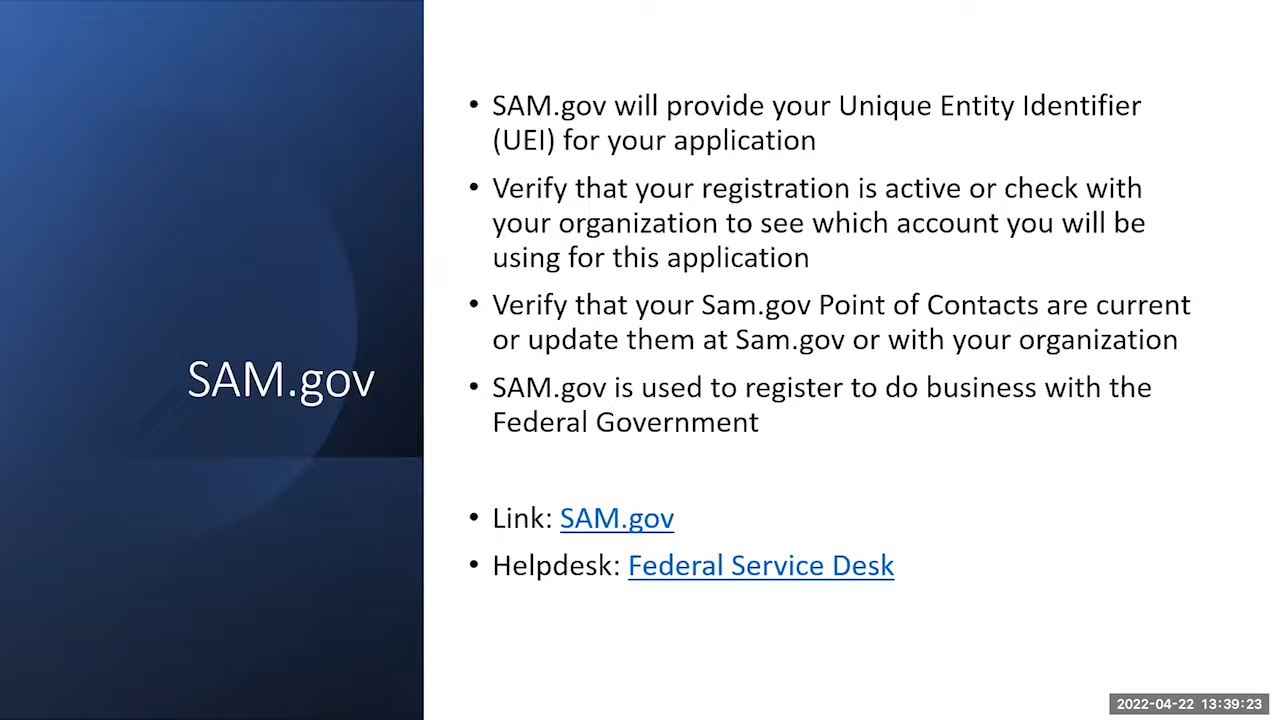 SAM.gov
• SAM.gov will provide your Unique Entity Identifier
(UEI) for your application
• Verify that your registration is active or check with
your organization to see which account you will be
using for this application
• Verify that your Sam.gov Point of Contacts are current
or update them at Sam.gov or with your organization
• SAM.gov is used to register to do business with the
Federal Government
• Link: SAM.gov
• Helpdesk: Federal Service Desk
2022-04-22 13:39:23